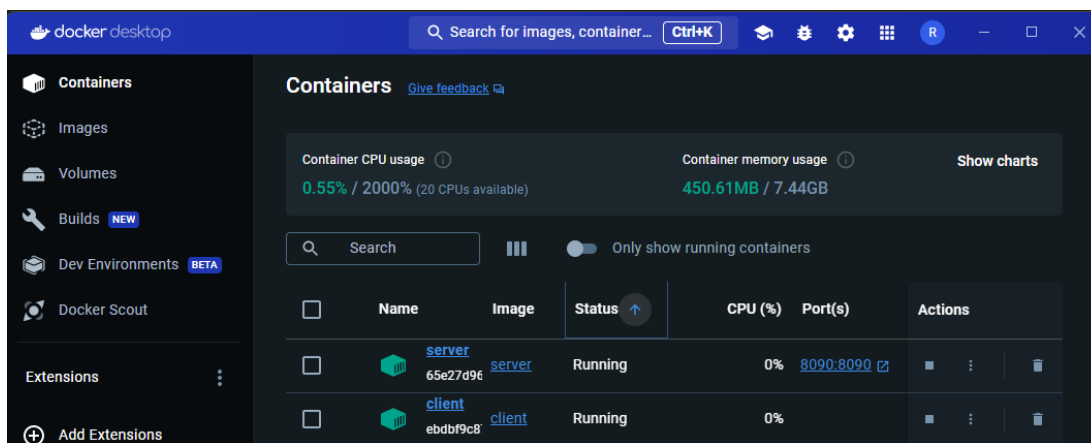 docker desktop
Search for images, container... Ctrl+K
R
Containers
Images
Volumes
Builds NEW
Dev Environments BETA
Docker Scout
Extensions
Add Extensions
Containers Give feedback
Container CPU usage
0.55% / 2000% (20 CPUs available)
Container memory usage
450.61MB / 7.44GB
Show charts
Search
Only show running containers
Name Image Status CPU (%) Port(s) Actions
server
65e27d96
server Running 0% 8090:8090
client
ebdbf9c8
client Running 0%